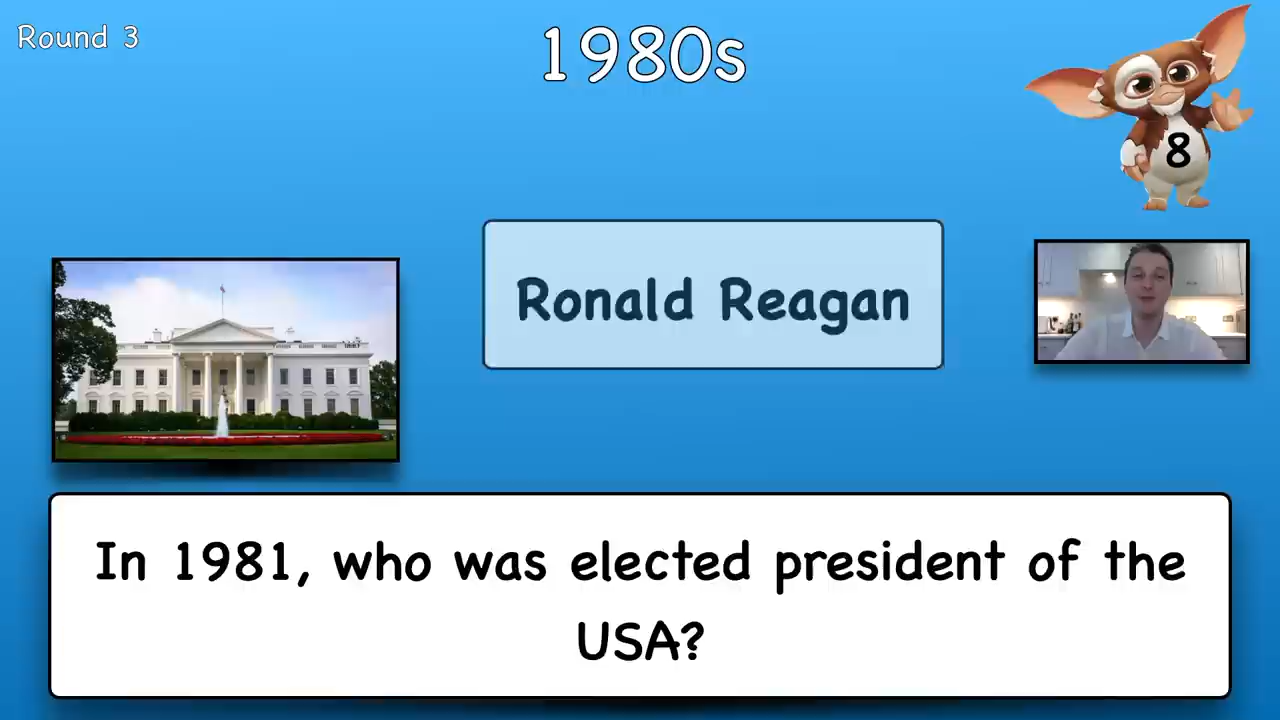 Round 3
1980s
8
Ronald Reagan
In 1981, who was elected president of the
USA?